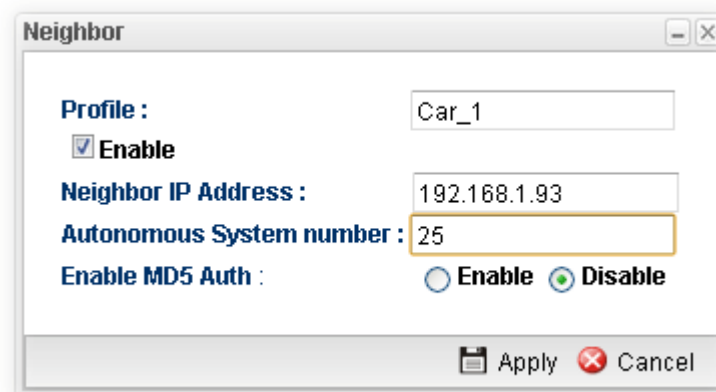 Neighbor
Profile : Car_1
Enable
Neighbor IP Address : 192.168.1.93
Autonomous System number : 25
Enable MD5 Auth : Enable Disable
Apply Cancel